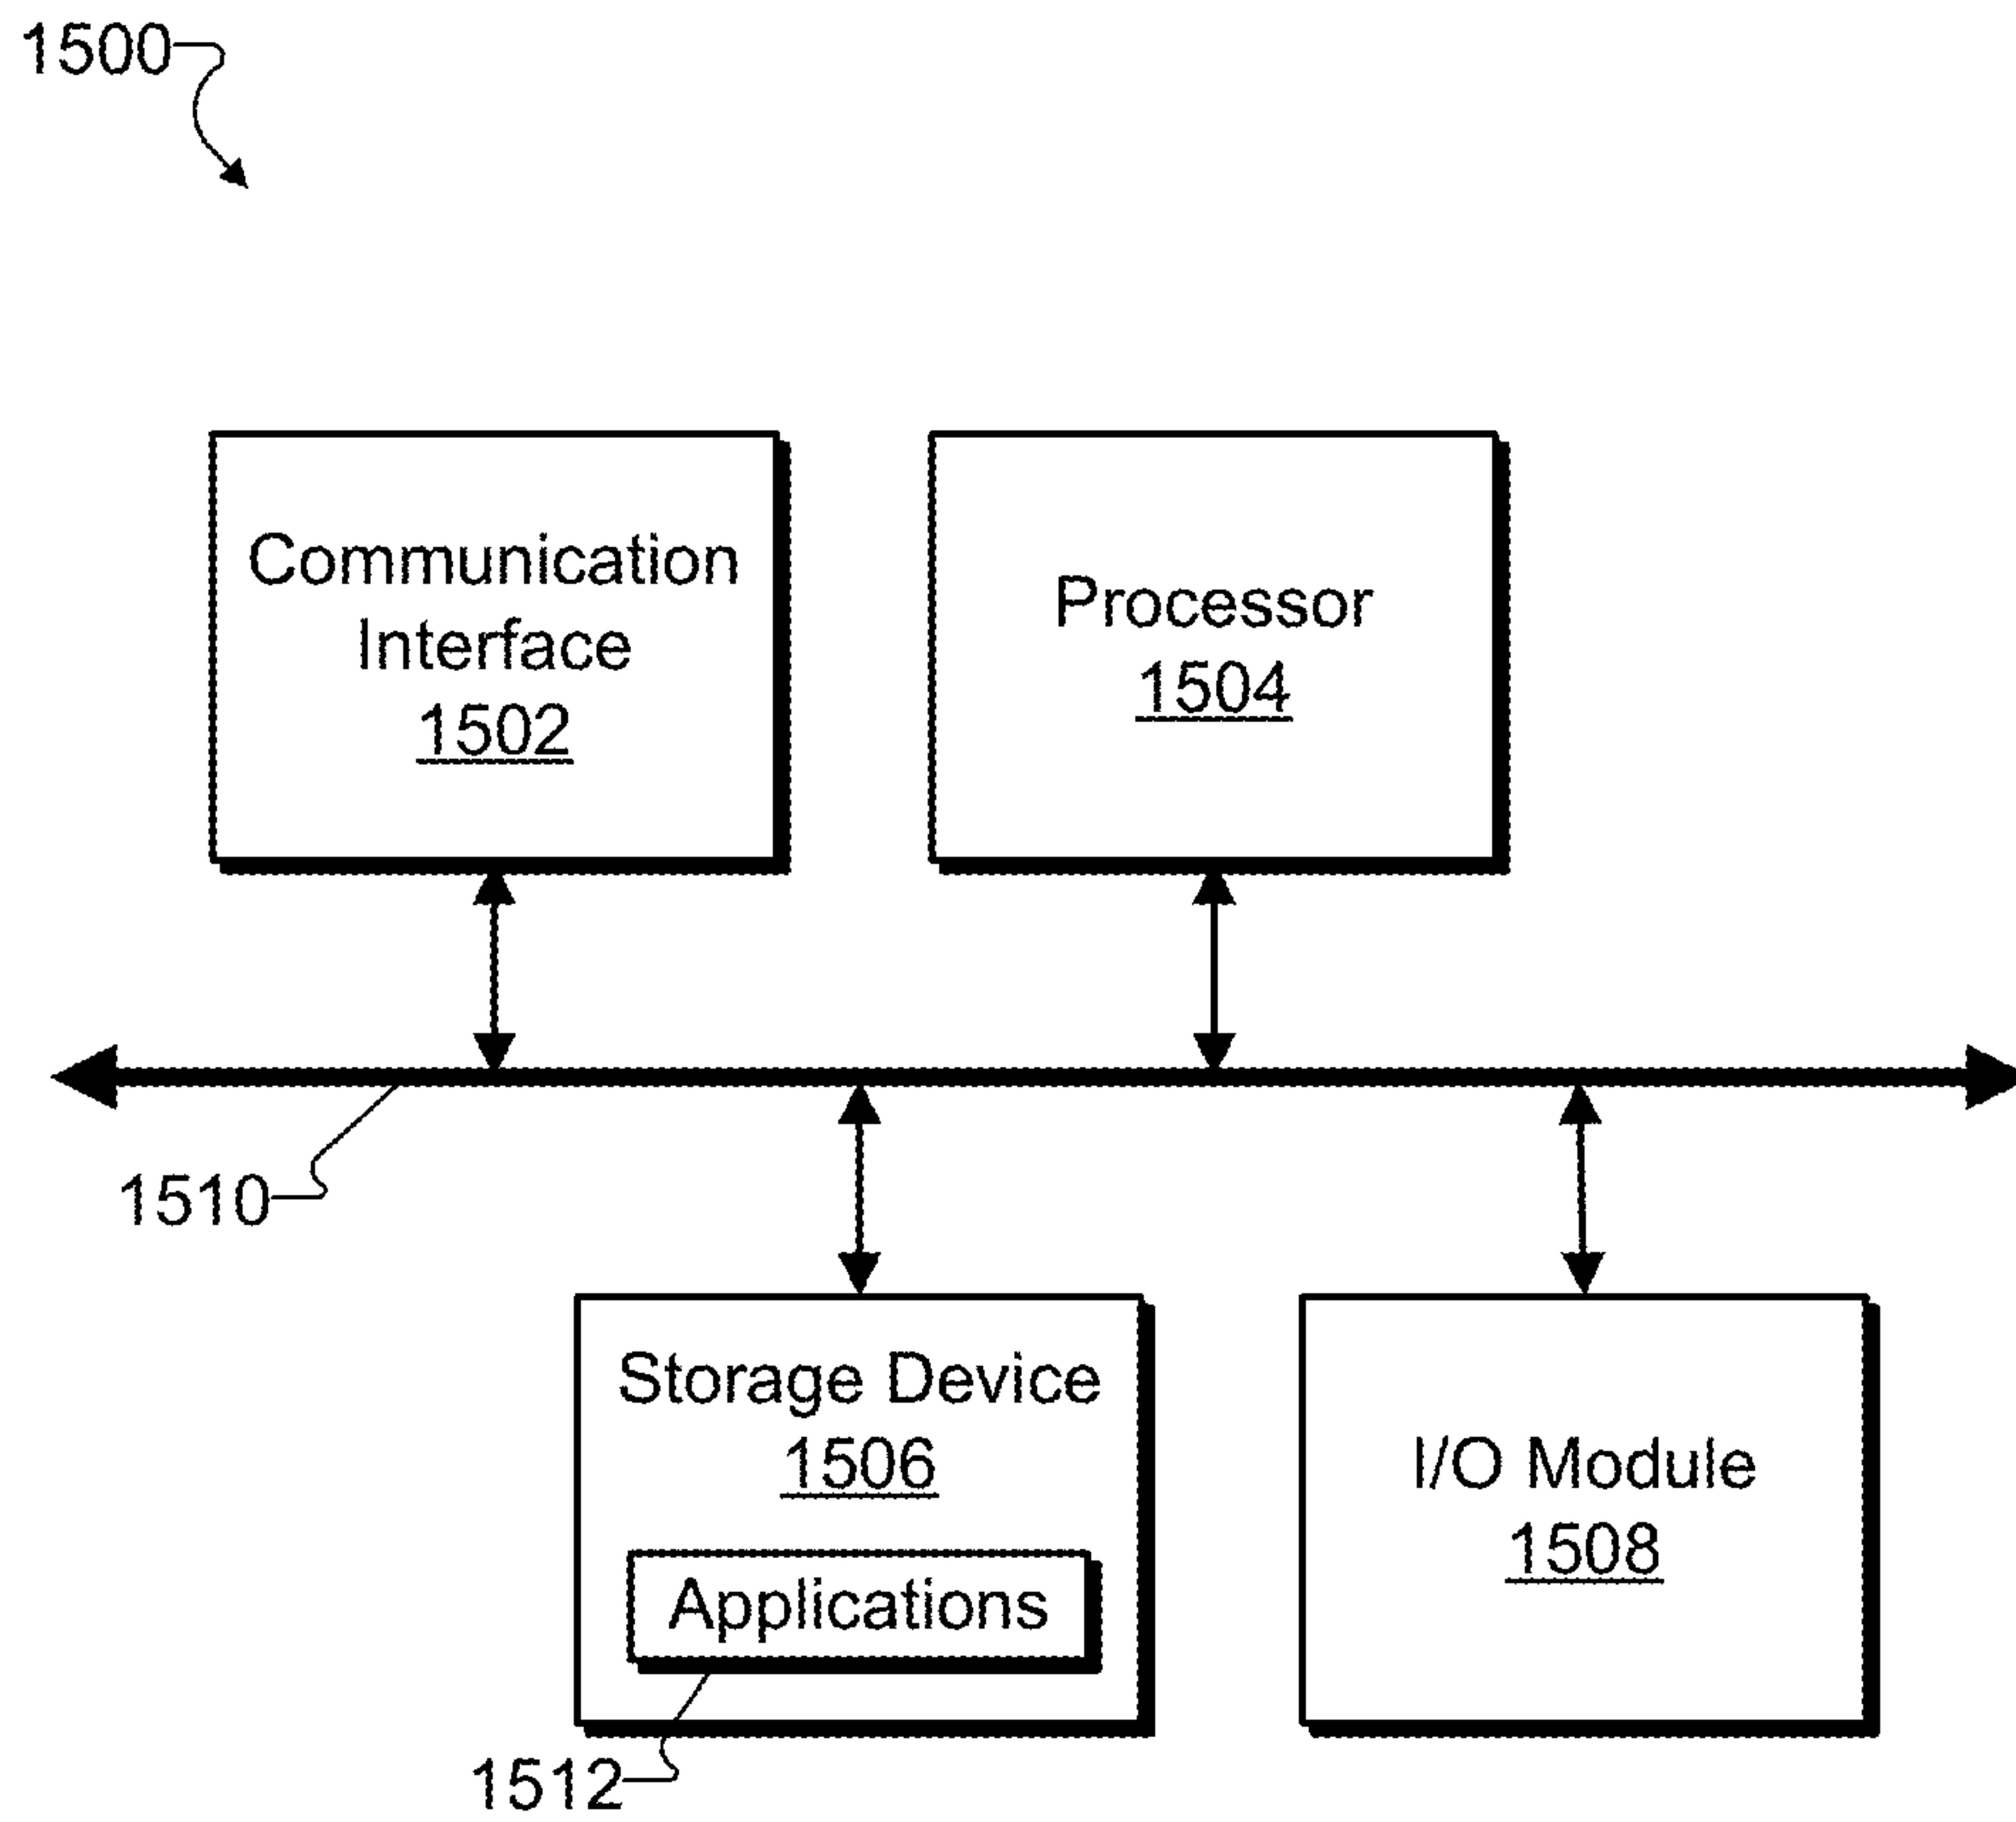 1500
Communication
Interface
1502
Processor
1504
1510
Storage Device
1506
Applications
1512
I/O Module
1508